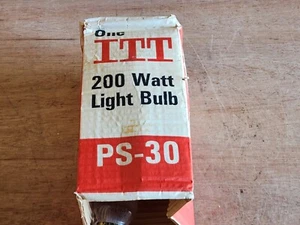 One
ITT
200 Watt
Light Bulb
PS-30